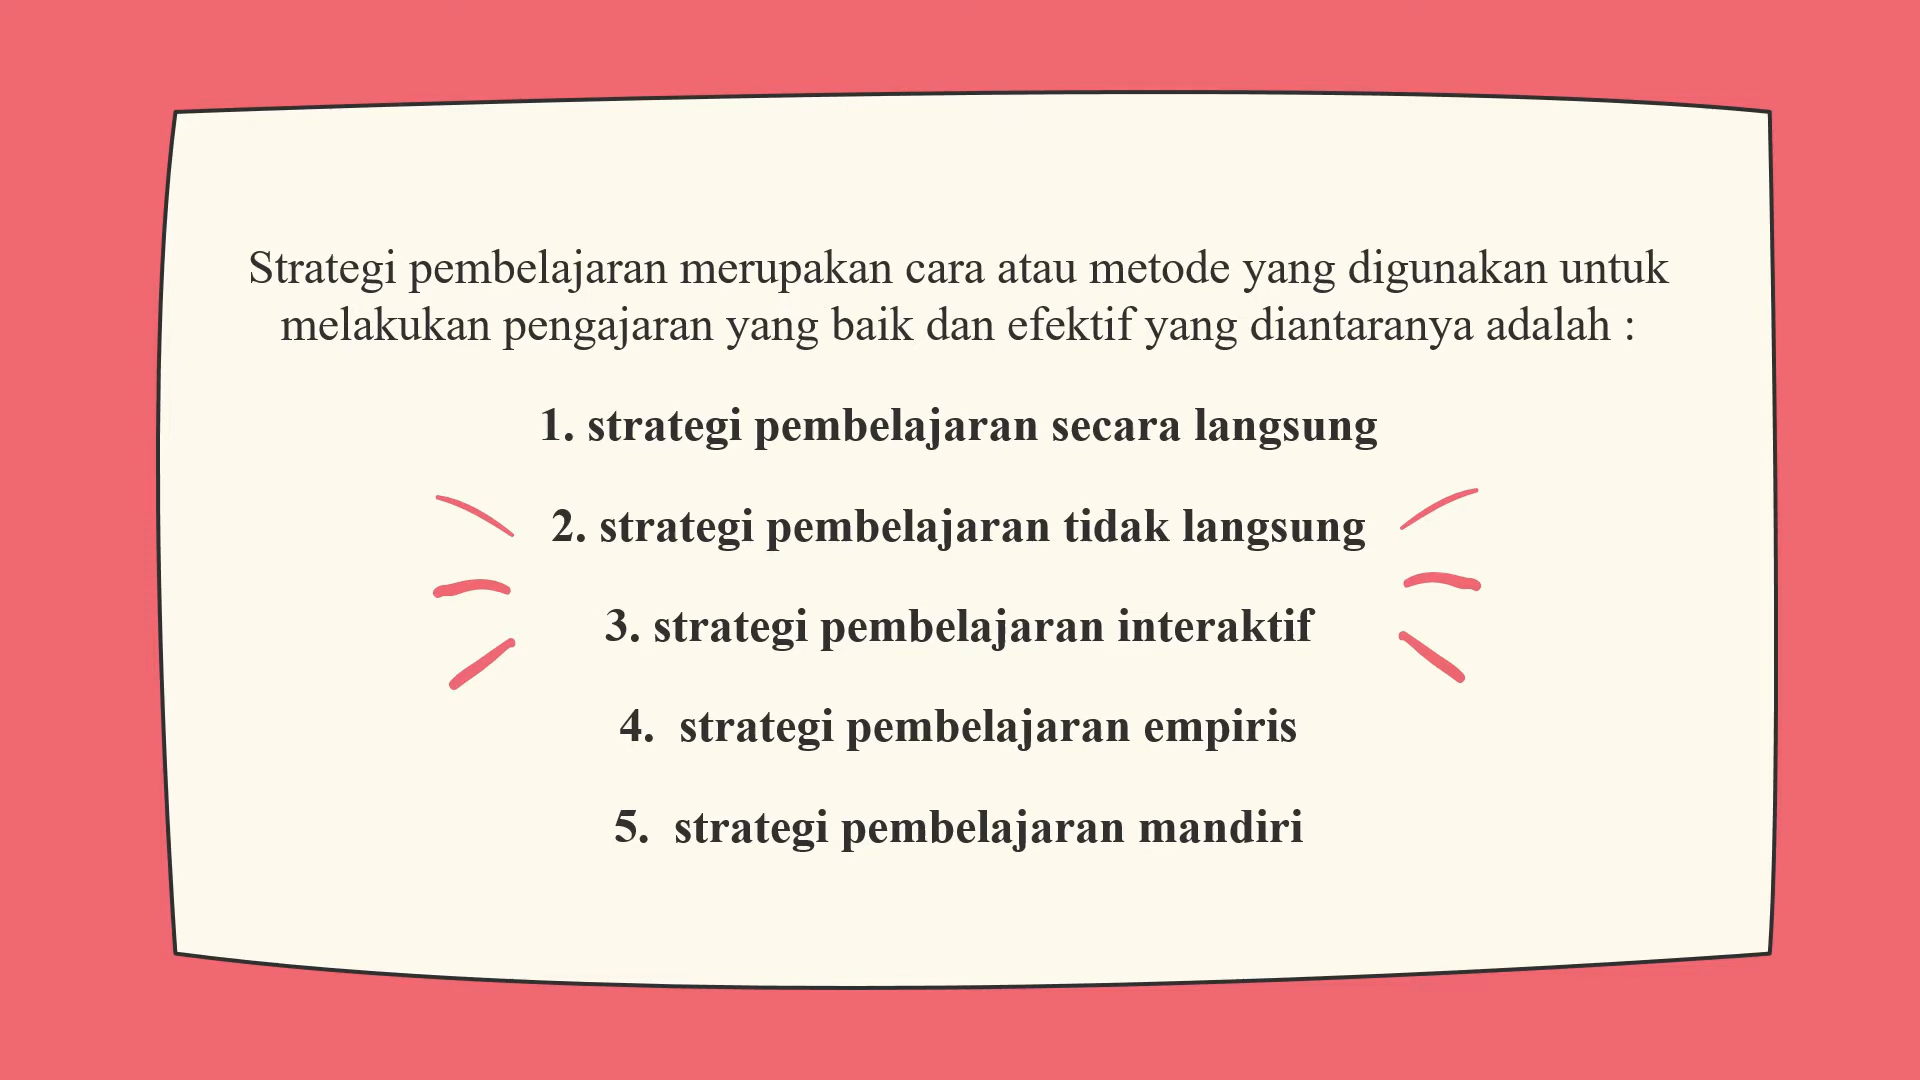 Strategi pembelajaran merupakan cara atau metode yang digunakan untuk
melakukan pengajaran yang baik dan efektif yang diantaranya adalah :
1. strategi pembelajaran secara langsung
2. strategi pembelajaran tidak langsung
3. strategi pembelajaran interaktif
4. strategi pembelajaran empiris
5. strategi pembelajaran mandiri